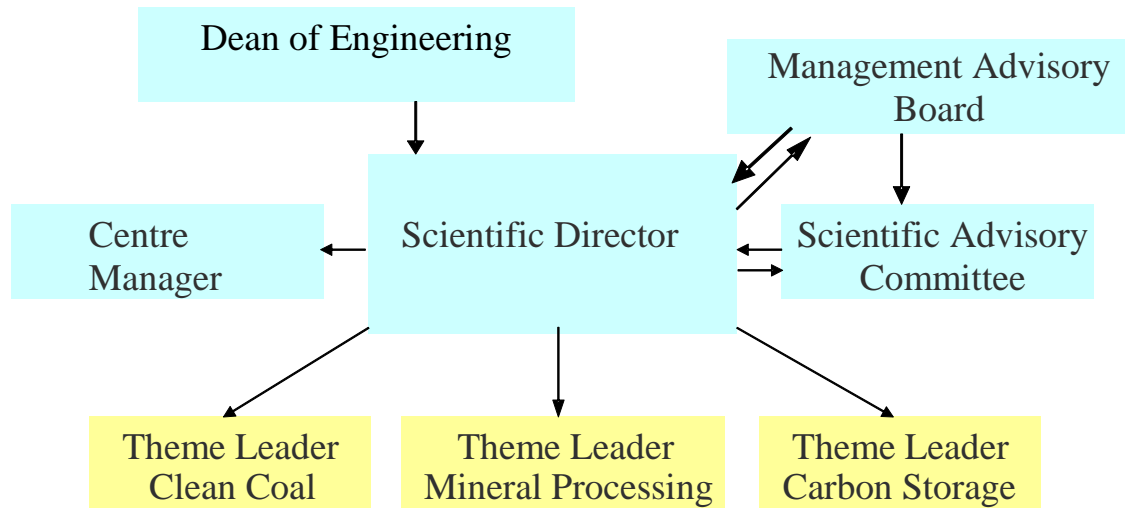 Dean of Engineering
Management Advisory
Board
Centre
Manager
Scientific Director
Scientific Advisory
Committee
Theme Leader
Clean Coal
Theme Leader
Mineral Processing
Theme Leader
Carbon Storage